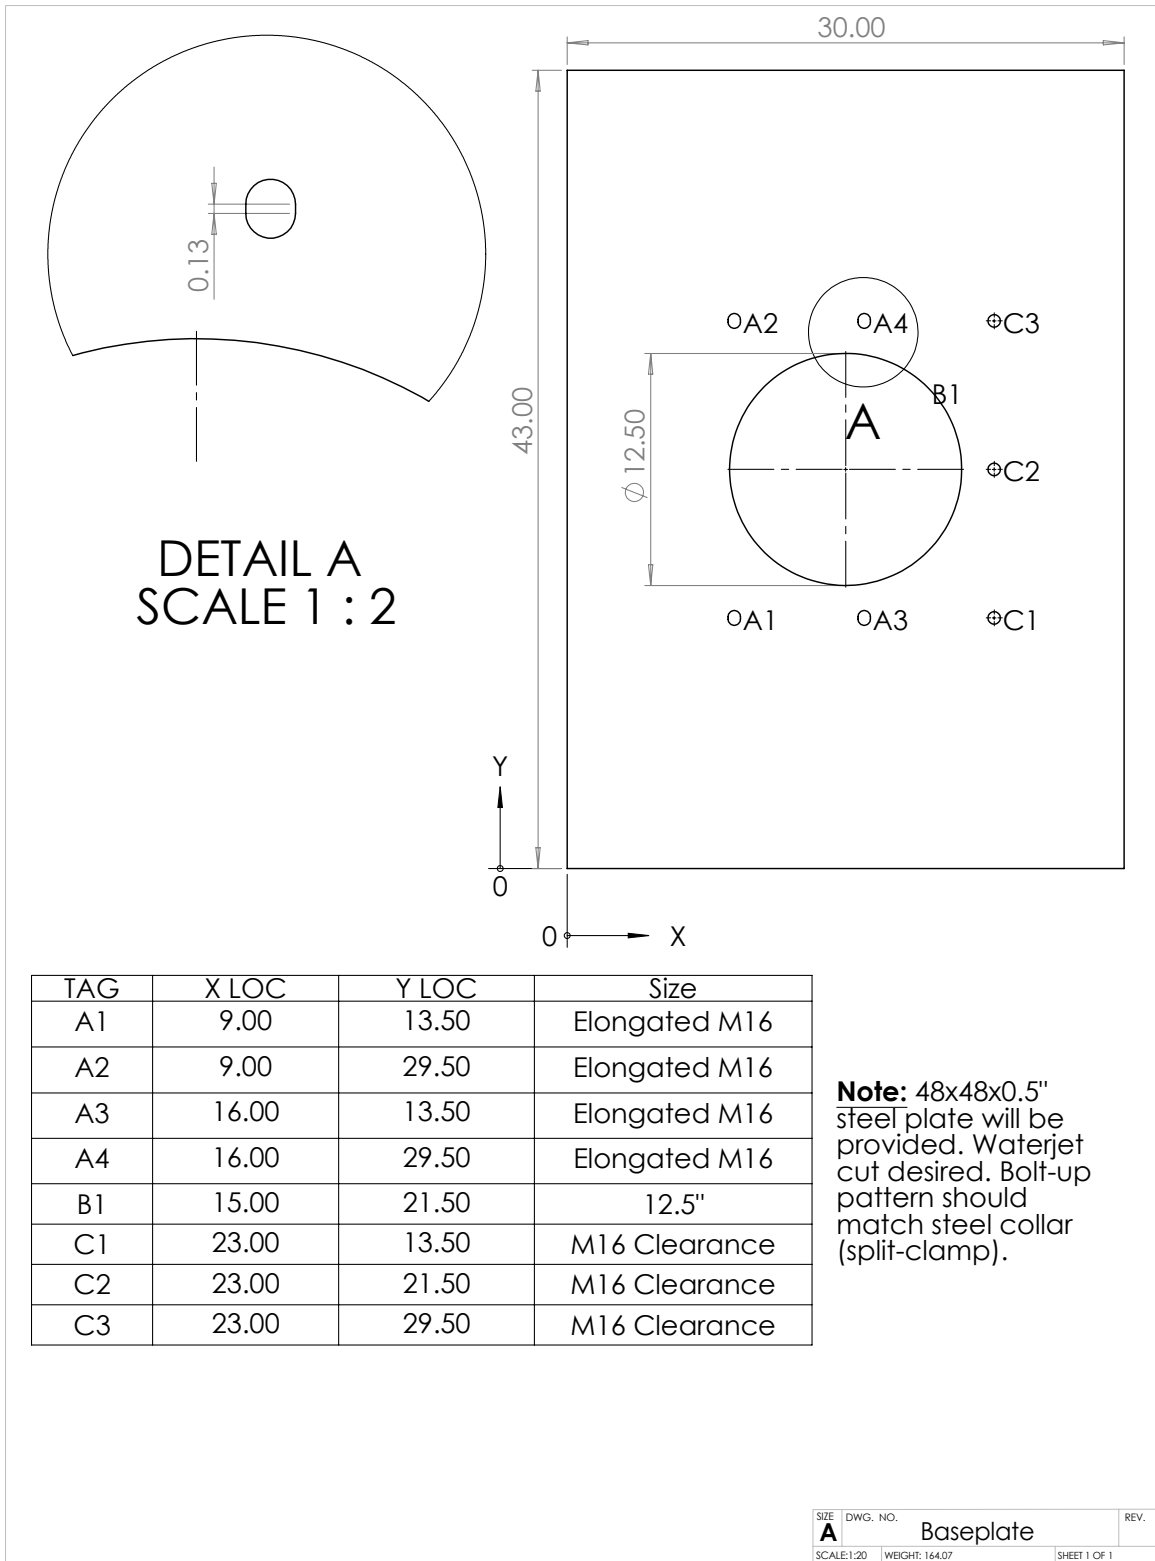 30.00
0.13
A2
A4
C3
43.00
B1
A
⌀ 12.50
C2
DETAIL A
SCALE 1 : 2
A1
A3
C1
Y
0
0
X
TAG X LOC Y LOC Size
A1 9.00 13.50 Elongated M16
A2 9.00 29.50 Elongated M16
A3 16.00 13.50 Elongated M16
A4 16.00 29.50 Elongated M16
B1 15.00 21.50 12.5"
C1 23.00 13.50 M16 Clearance
C2 23.00 21.50 M16 Clearance
C3 23.00 29.50 M16 Clearance
Note: 48x48x0.5"
steel plate will be
provided. Waterjet
cut desired. Bolt-up
pattern should
match steel collar
(split-clamp).
SIZE DWG. NO. REV.
A Baseplate
SCALE:1:20 WEIGHT: 164.07 SHEET 1 OF 1